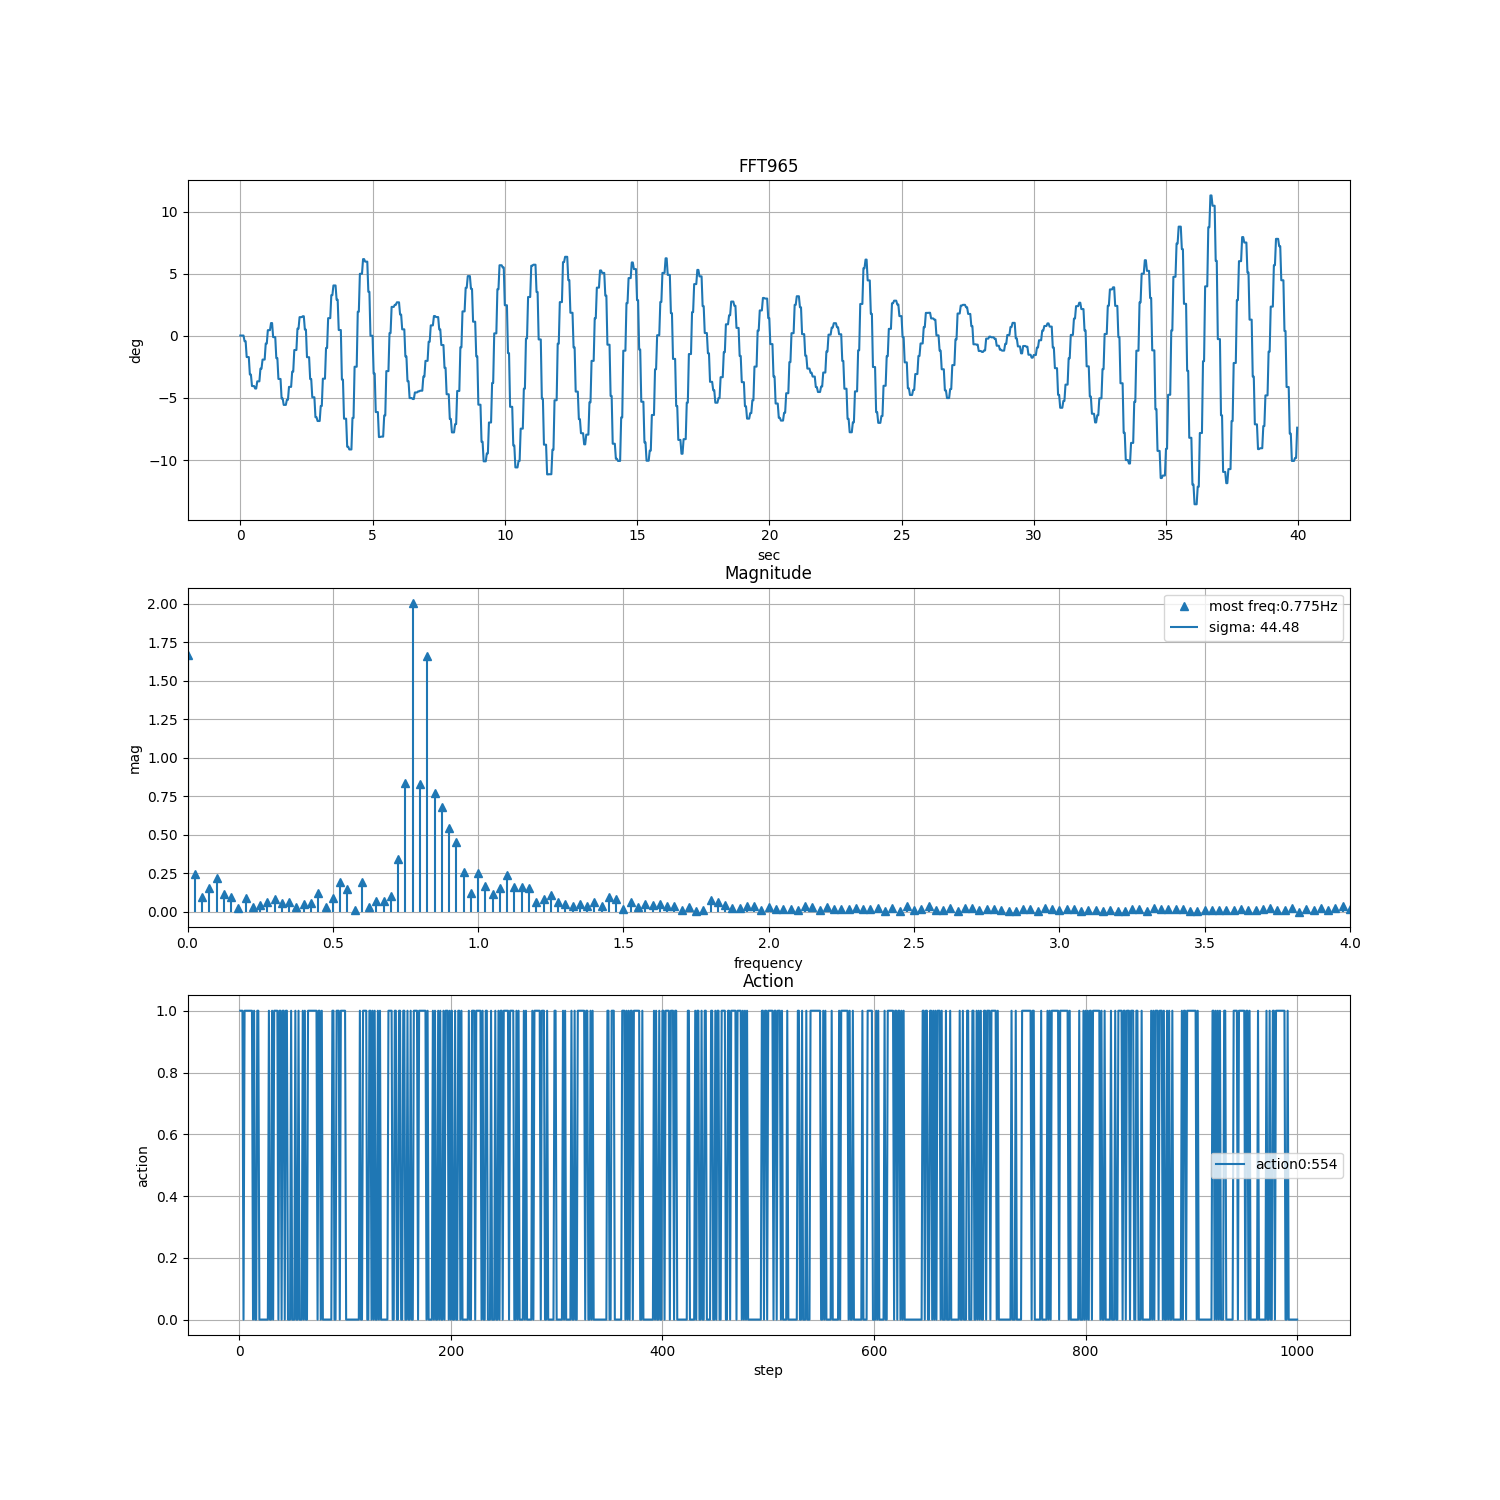 FFT965
10
5
0
−5
−10
deg
0 5 10 15 20 25 30 35 40
sec
Magnitude
2.00
1.75
1.50
1.25
1.00
0.75
0.50
0.25
0.00
mag
most freq:0.775Hz
sigma: 44.48
0.0 0.5 1.0 1.5 2.0 2.5 3.0 3.5 4.0
frequency
Action
1.0
0.8
0.6
0.4
0.2
0.0
action
action0:554
0 200 400 600 800 1000
step